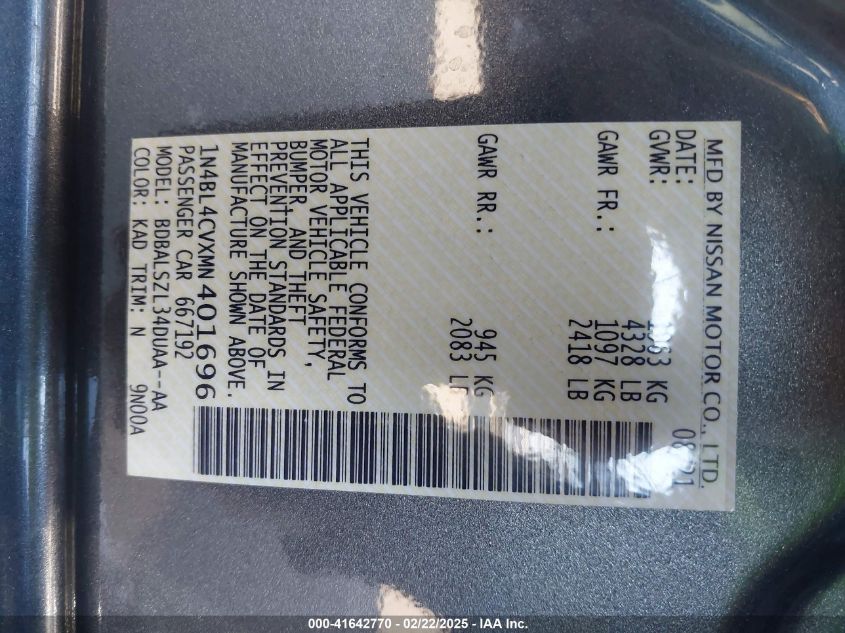 MFD BY NISSAN MOTOR CO., LTD.
DATE:
GVWR: KG
4328 LB
GAWR FR.: 1097 KG
2418 LB
GAWR RR.: 945 KG
2083
THIS VEHICLE CONFORMS TO
ALL APPLICABLE FEDERAL
MOTOR VEHICLE SAFETY,
BUMPER, AND THEFT
PREVENTION STANDARDS IN
EFFECT ON THE DATE OF
MANUFACTURE SHOWN ABOVE.
1N4BL4CVXMN401696
PASSENGER CAR 667192
MODEL: BDBALSZL34DUAA--AA
COLOR: KAD TRIM: N 9N00A
000-41642770 - 02/22/2025 - IAA Inc.